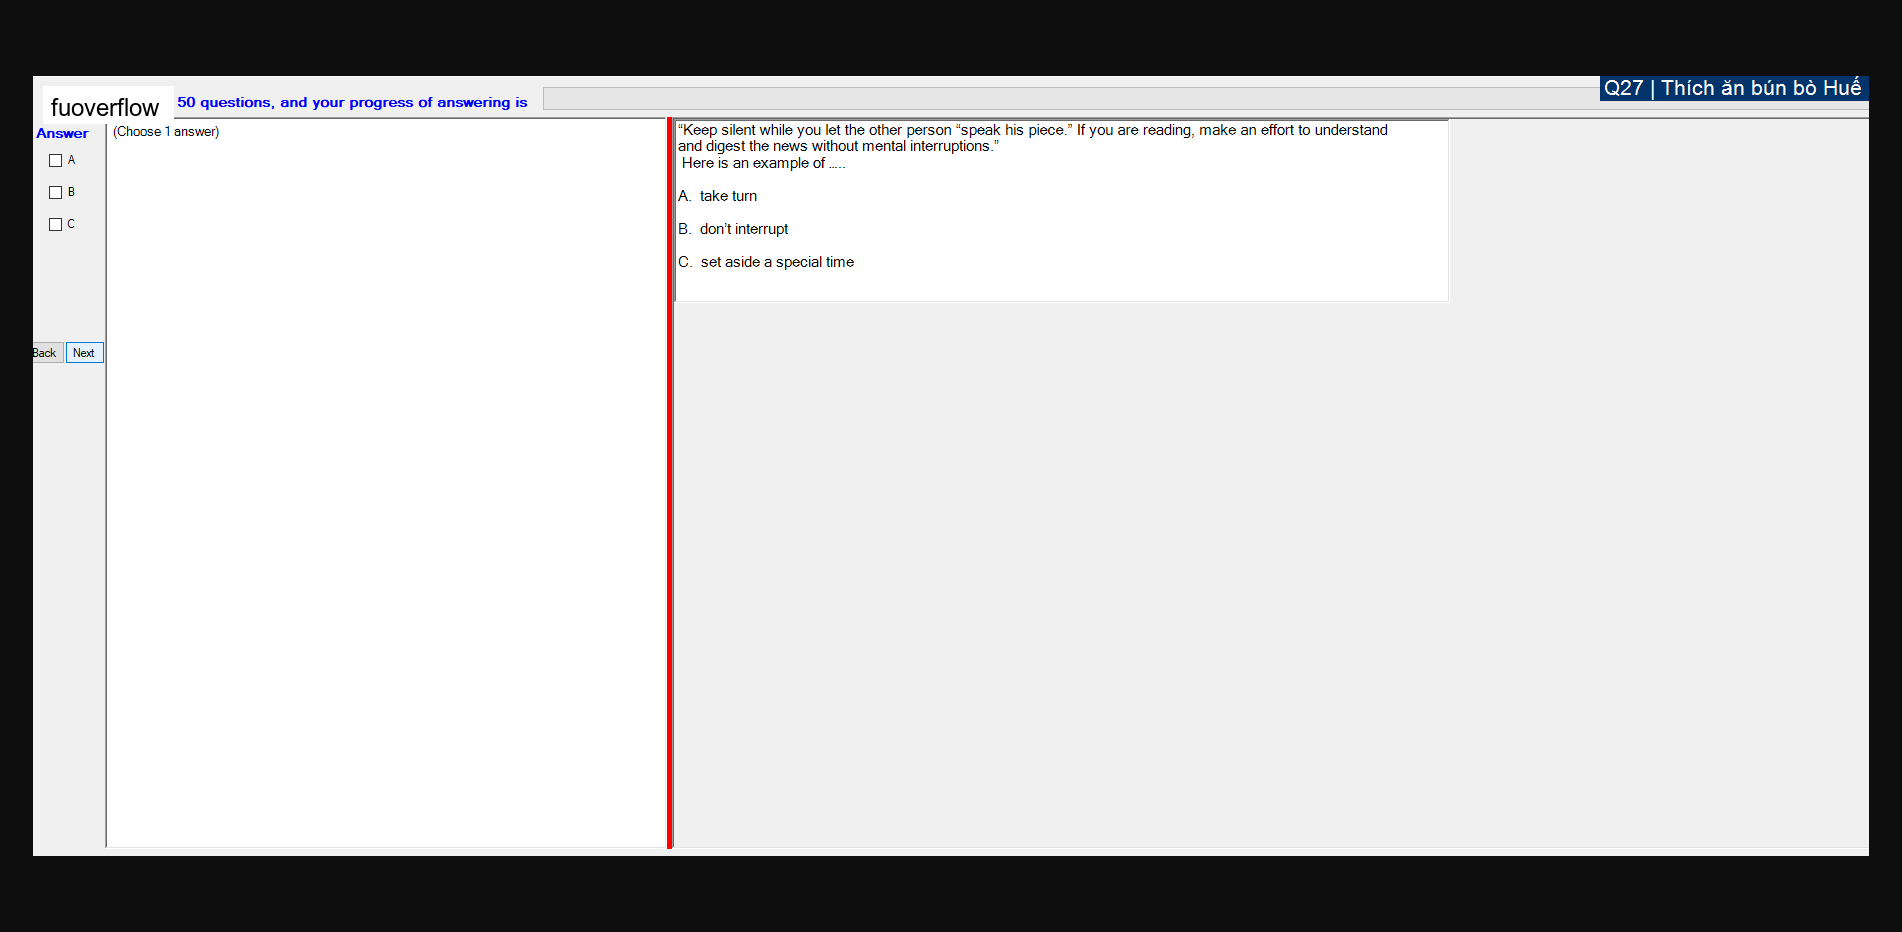 Q27 | Thích ăn bún bò Huế
fuoverflow
50 questions, and your progress of answering is
Answer
(Choose 1 answer)
A
B
C
Back
Next
“Keep silent while you let the other person “speak his piece.” If you are reading, make an effort to understand
and digest the news without mental interruptions.”
Here is an example of .....
A. take turn
B. don’t interrupt
C. set aside a special time